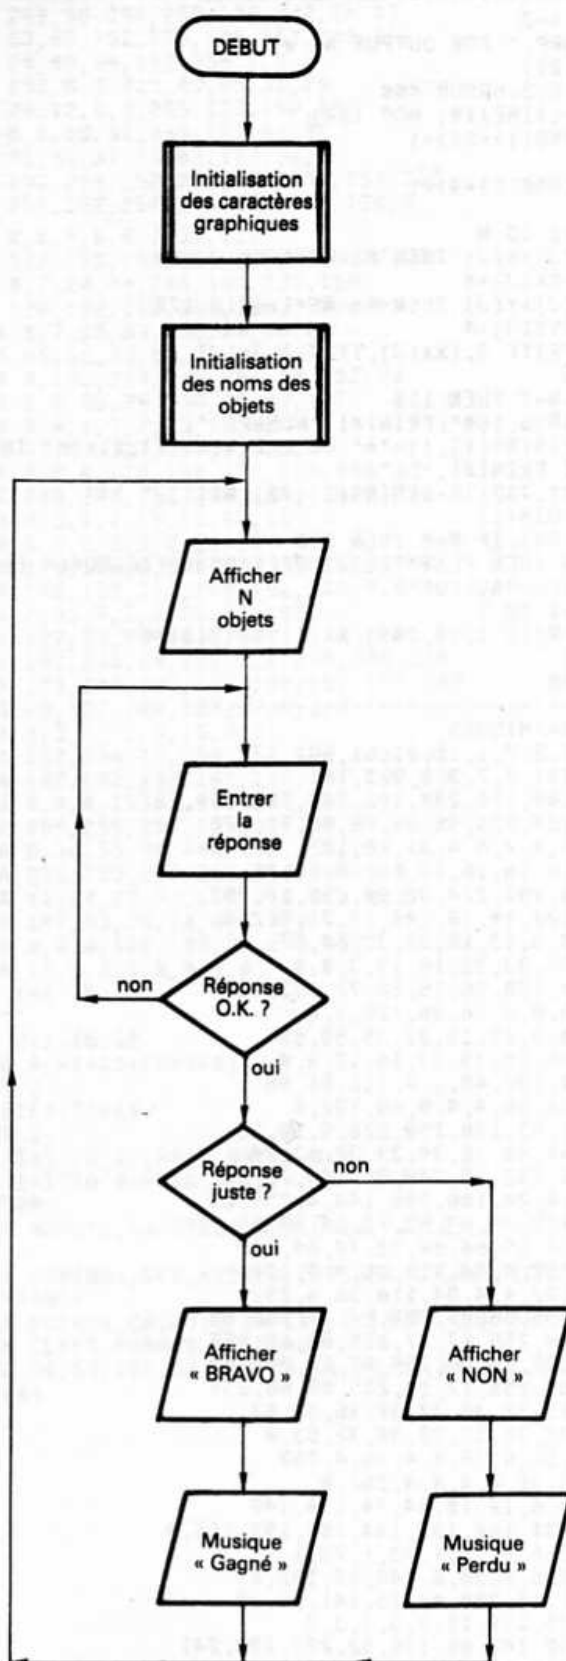 DEBUT
Initialisation
des caractères
graphiques
Initialisation
des noms des
objets
Afficher
N
objets
Entrer
la
réponse
non
Réponse
O.K. ?
oui
Réponse
juste ?
non
oui
Afficher
« BRAVO »
Afficher
« NON »
Musique
« Gagné »
Musique
« Perdu »